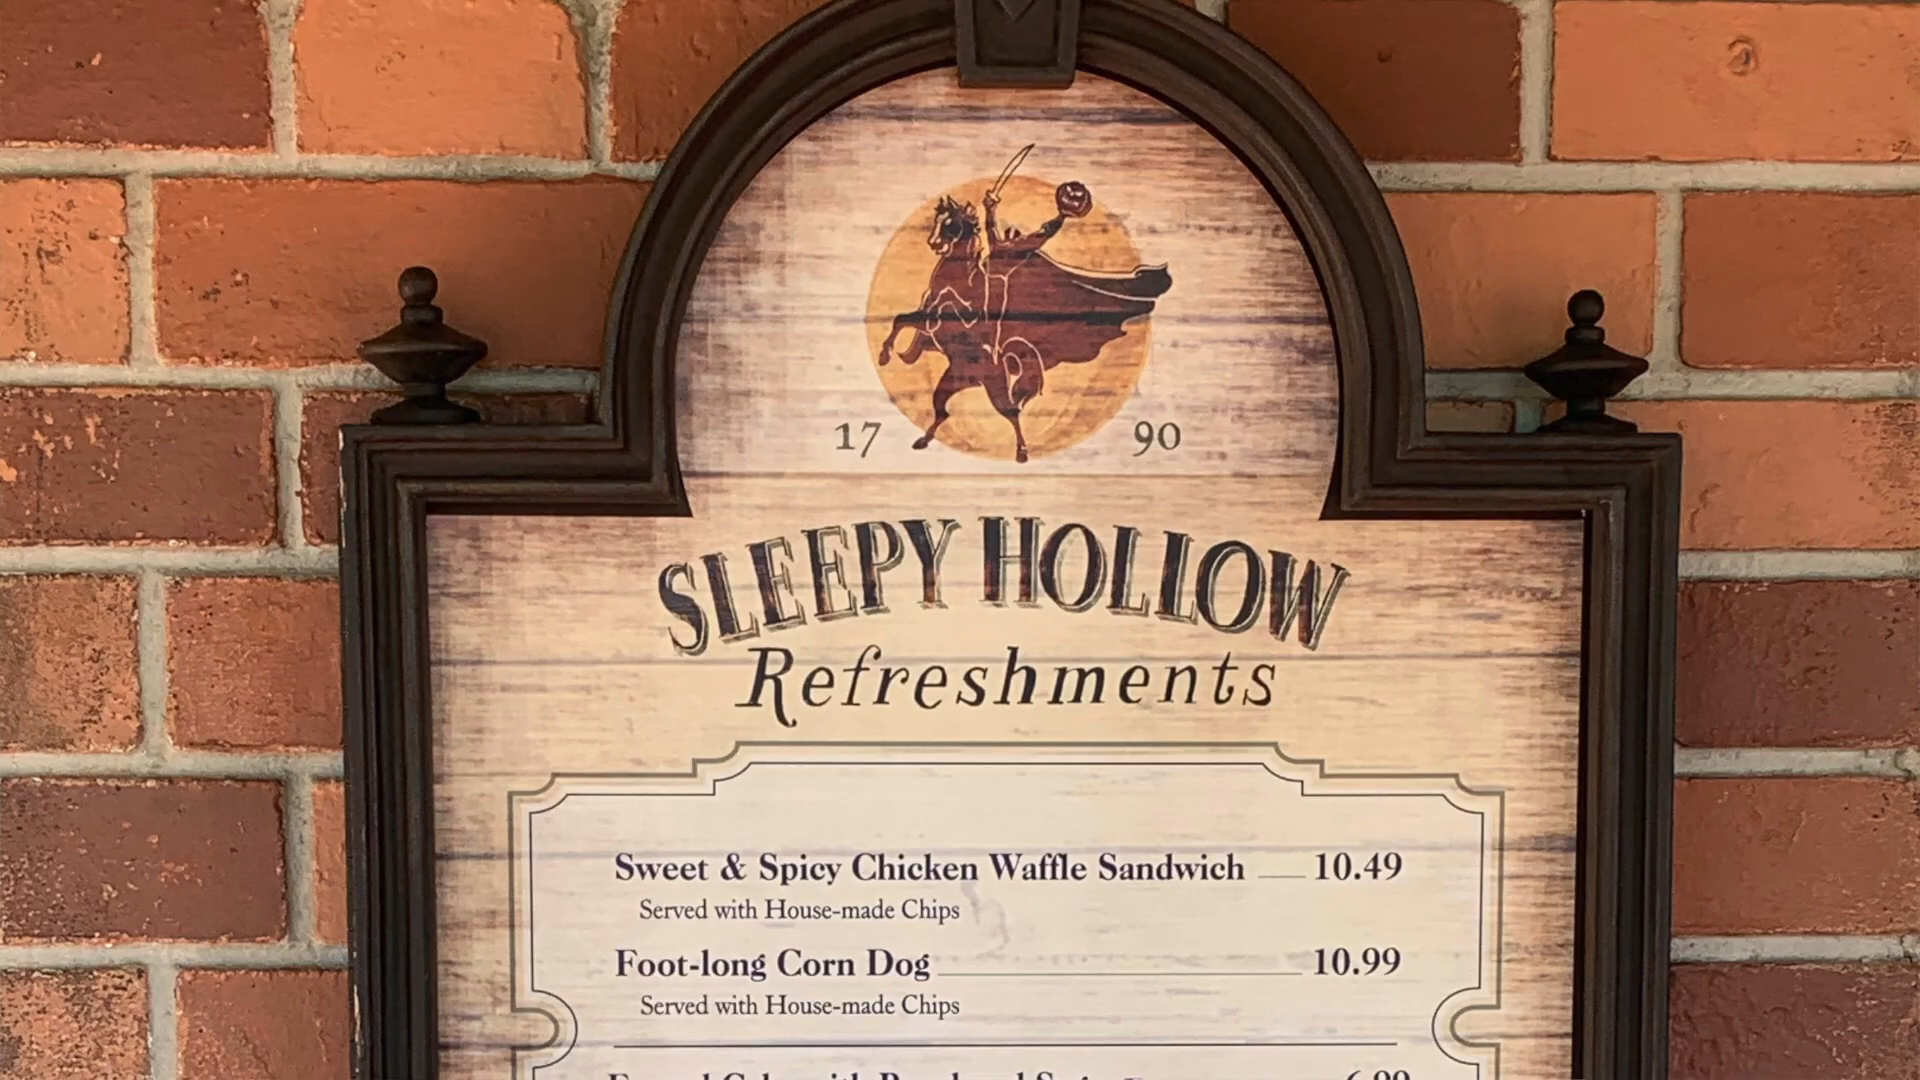 17 90
SLEEPY HOLLOW
Refreshments
Sweet & Spicy Chicken Waffle Sandwich 10.49
Served with House-made Chips
Foot-long Corn Dog 10.99
Served with House-made Chips